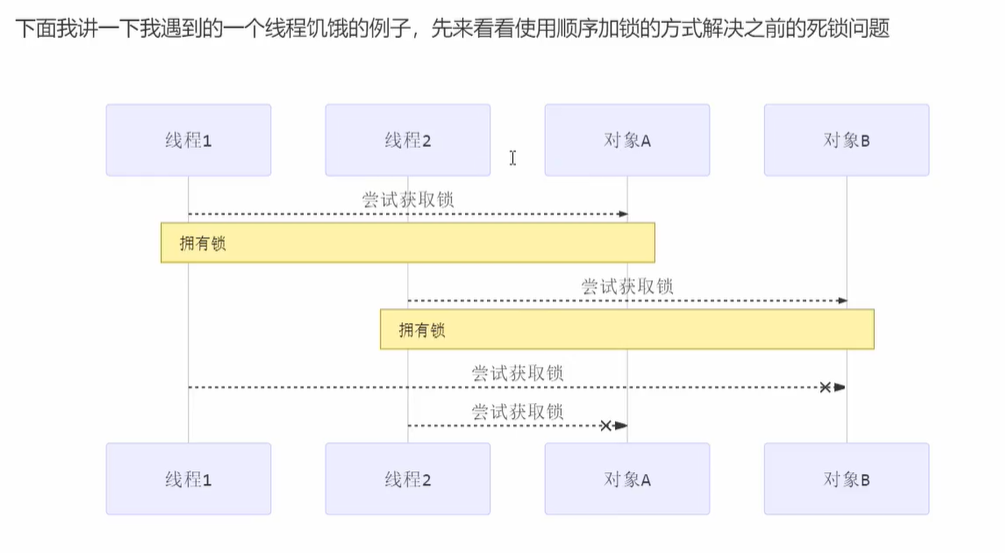 下面我讲一下我遇到的一个线程饥饿的例子，先来看看使用顺序加锁的方式解决之前的死锁问题
线程1
线程2
对象A
对象B
尝试获取锁
拥有锁
尝试获取锁
拥有锁
尝试获取锁
尝试获取锁
线程1
线程2
对象A
对象B